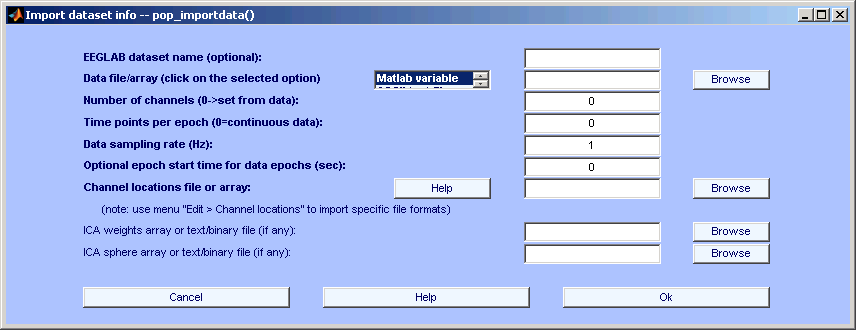 Import dataset info -- pop_importdata()
EEGLAB dataset name (optional):
Data file/array (click on the selected option) Matlab variable Browse
Number of channels (0->set from data): 0
Time points per epoch (0=continuous data): 0
Data sampling rate (Hz): 1
Optional epoch start time for data epochs (sec): 0
Channel locations file or array: Help Browse
(note: use menu "Edit > Channel locations" to import specific file formats)
ICA weights array or text/binary file (if any): Browse
ICA sphere array or text/binary file (if any): Browse
Cancel Help Ok